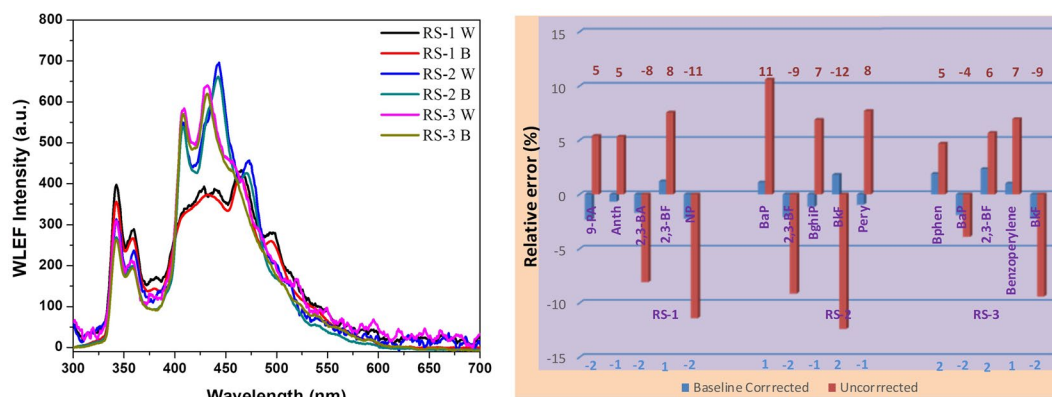 WLEF Intensity (a.u.)
800
700
600
500
400
300
200
100
0
300 350 400 450 500 550 600 650 700
Wavelength (nm)
RS-1 W
RS-1 B
RS-2 W
RS-2 B
RS-3 W
RS-3 B
Relative error (%)
15
10
5
0
-5
-10
-15
5 5 -8 8 -11 11 -9 7 -12 8 5 -4 6 7 -9
9-FA
Anth
2,3-BA
2,3-BF
NP
BaP
2,3-BF
BghiP
BkF
Pery
Bphen
BaP
2,3-BF
Benzoperylene
BkF
RS-1 RS-2 RS-3
-2 -1 -2 1 -2 1 -2 -1 2 -1 2 -2 2 1 -2
Baseline Corrrected Uncorrrected